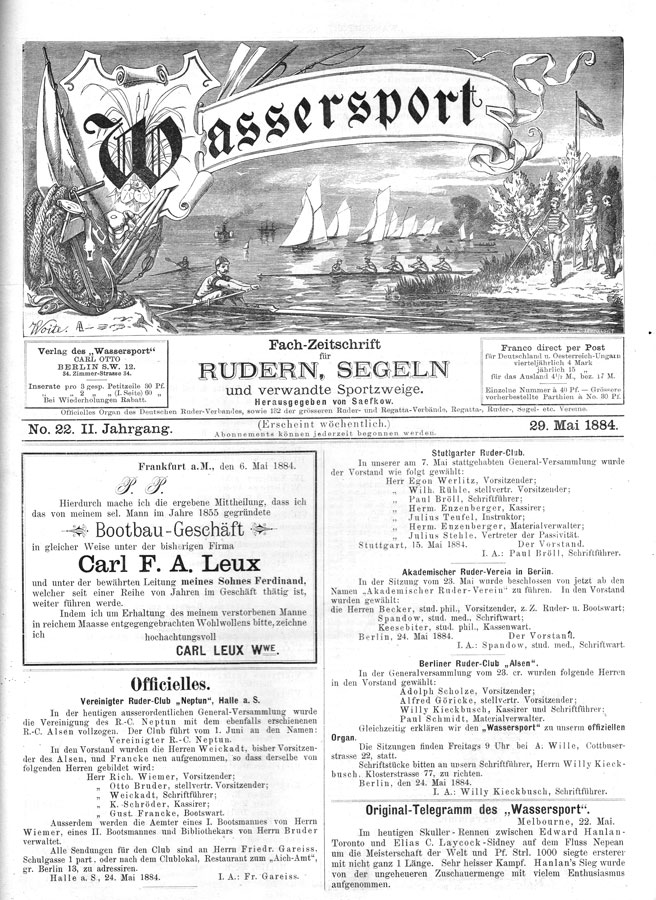 Wassersport
Woite.
Verlag des „Wassersport"
CARL OTTO
BERLIN S.W. 12.
34. Zimmer-Strasse 34.
Inserate pro 3 gesp. Petitzeile 30 Pf.
„ „ 2 „ „ (I. Seite) 60 „
Bei Wiederholungen Rabatt.
Fach-Zeitschrift
für
RUDERN, SEGELN
und verwandte Sportzweige.
Herausgegeben von Saefkow.
Franco direct per Post
für Deutschland u. Oesterreich-Ungarn
vierteljährlich 4 Mark
jährlich 15 „
für das Ausland 4½ M., bez. 17 M.
Einzelne Nummer à 40 Pf. — Grössere
vorherbestellte Parthien à No. 30 Pf.
Officielles Organ des Deutschen Ruder-Verbandes, sowie 132 der grösseren Ruder- und Regatta-Verbände, Regatta-, Ruder-, Segel- etc. Vereine.
No. 22. II. Jahrgang.
(Erscheint wöchentlich.)
Abonnements können jederzeit begonnen werden.
29. Mai 1884.
Frankfurt a.M., den 6. Mai 1884.
P. P.
Hierdurch mache ich die ergebene Mittheilung, dass ich
das von meinem sel. Mann im Jahre 1855 gegründete
Bootbau-Geschäft
in gleicher Weise unter der bisherigen Firma
Carl F. A. Leux
und unter der bewährten Leitung meines Sohnes Ferdinand,
welcher seit einer Reihe von Jahren im Geschäft thätig ist,
weiter führen werde.
Indem ich um Erhaltung des meinem verstorbenen Manne
in reichem Maasse entgegengebrachten Wohlwollens bitte, zeichne
ich hochachtungsvoll
CARL LEUX Wwe.
Officielles.
Vereinigter Ruder-Club „Neptun", Halle a. S.
In der heutigen ausserordentlichen General-Versammlung wurde
die Vereinigung des R.-C. Neptun mit dem ebenfalls erschienenen
R.-C. Alsen vollzogen. Der Club führt vom 1. Juni an den Namen:
Vereinigter R.-C. Neptun.
In den Vorstand wurden die Herren Weickadt, bisher Vorsitzen-
der des Alsen, und Francke neu aufgenommen, so dass derselbe von
folgenden Herren gebildet wird:
Herr Rich. Wiemer, Vorsitzender;
„ Otto Bruder, stellvertr. Vorsitzender;
„ Weickadt, Schriftführer;
„ K. Schröder, Kassirer;
„ Gust. Francke, Bootswart.
Ausserdem werden die Aemter eines I. Bootsmannes von Herrn
Wiemer, eines II. Bootsmannes und Bibliothekars von Herrn Bruder
verwaltet.
Alle Sendungen für den Club sind an Herrn Friedr. Gareiss,
Schulgasse 1 part. oder nach dem Clublokal, Restaurant zum „Aich-Amt",
gr. Berlin 13, zu adressiren.
Halle a. S., 24. Mai 1884. I. A.: Fr. Gareiss.
Stuttgarter Ruder-Club.
In unserer am 7. Mai stattgehabten General-Versammlung wurde
der Vorstand wie folgt gewählt:
Herr Egon Werlitz, Vorsitzender;
„ Wilh. Rühle, stellvertr. Vorsitzender;
„ Paul Bröll, Schriftführer;
„ Herm. Enzenberger, Kassirer;
„ Julius Teufel, Instruktor;
„ Herm. Enzenberger, Materialverwalter;
„ Julius Stehle, Vertreter der Passivität.
Stuttgart, 15. Mai 1884. Der Vorstand.
I. A.: Paul Bröll, Schriftführer.
Akademischer Ruder-Verein in Berlin.
In der Sitzung vom 23. Mai wurde beschlossen von jetzt ab den
Namen „Akademischer Ruder-Verein" zu führen. In den Vorstand
wurden gewählt:
die Herren Becker, stud. phil., Vorsitzender, z. Z. Ruder- u. Bootswart;
Spandow, stud. med., Schriftwart;
Keesebiter, stud. phil., Kassenwart.
Berlin, 24. Mai 1884. Der Vorstand.
I. A.: Spandow, stud. med., Schriftwart.
Berliner Ruder-Club „Alsen".
In der Generalversammlung vom 23. cr. wurden folgende Herren
in den Vorstand gewählt:
Adolph Scholze, Vorsitzender;
Alfred Göricke, stellvertr. Vorsitzender;
Willy Kieckbusch, Kassirer und Schriftführer;
Paul Schmidt, Materialverwalter.
Gleichzeitig erklären wir den „Wassersport" zu unserm officiellen
Organ.
Die Sitzungen finden Freitags 9 Uhr bei A. Wille, Cottbuser-
strasse 22, statt.
Schriftstücke bitten an unsern Schriftführer, Herrn Willy Kieck-
busch, Klosterstrasse 77, zu richten.
Berlin, den 24. Mai 1884.
I. A.: Willy Kieckbusch, Schriftführer.
Original-Telegramm des „Wassersport".
Melbourne, 22. Mai.
Im heutigen Skuller-Rennen zwischen Edward Hanlan-
Toronto und Elias C. Laycock-Sidney auf dem Fluss Nepean
um die Meisterschaft der Welt und Pf. Strl. 1000 siegte ersterer
mit nicht ganz 1 Länge. Sehr heisser Kampf. Hanlan's Sieg wurde
von der ungeheueren Zuschauermenge mit vielem Enthusiasmus
aufgenommen.